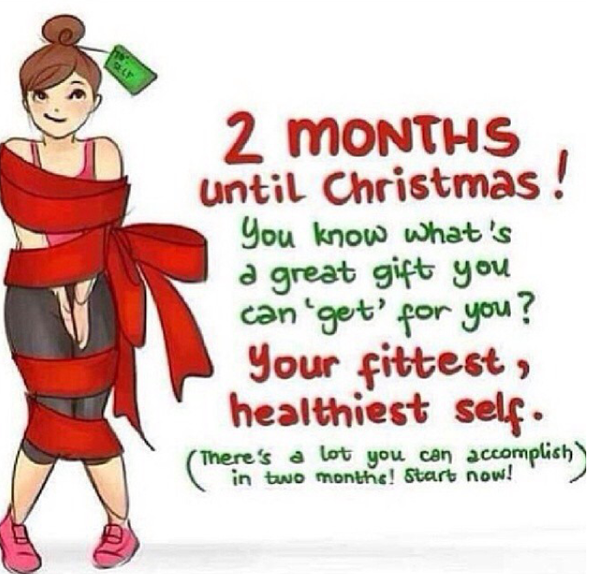 2 MONTHS
until Christmas!
You know what's
a great gift you
can 'get' for you?
Your fittest,
healthiest self.
(There's a lot you can accomplish)
in two months! Start now!